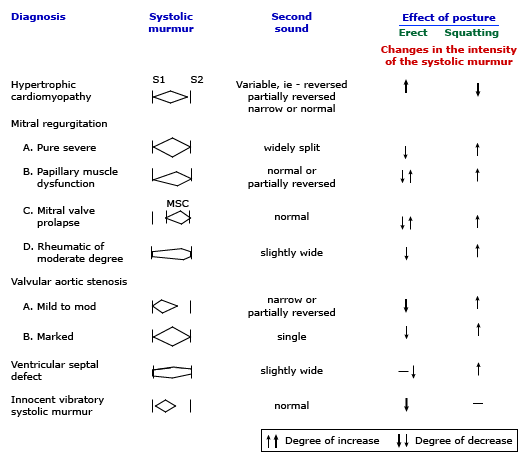 Diagnosis Systolic murmur Second sound Effect of posture
Erect Squatting
Changes in the intensity of the systolic murmur
S1 S2
Hypertrophic cardiomyopathy Variable, ie - reversed partially reversed narrow or normal
Mitral regurgitation
A. Pure severe widely split
B. Papillary muscle dysfunction normal or partially reversed
MSC
C. Mitral valve prolapse normal
D. Rheumatic of moderate degree slightly wide
Valvular aortic stenosis
A. Mild to mod narrow or partially reversed
B. Marked single
Ventricular septal defect slightly wide
Innocent vibratory systolic murmur normal
Degree of increase Degree of decrease